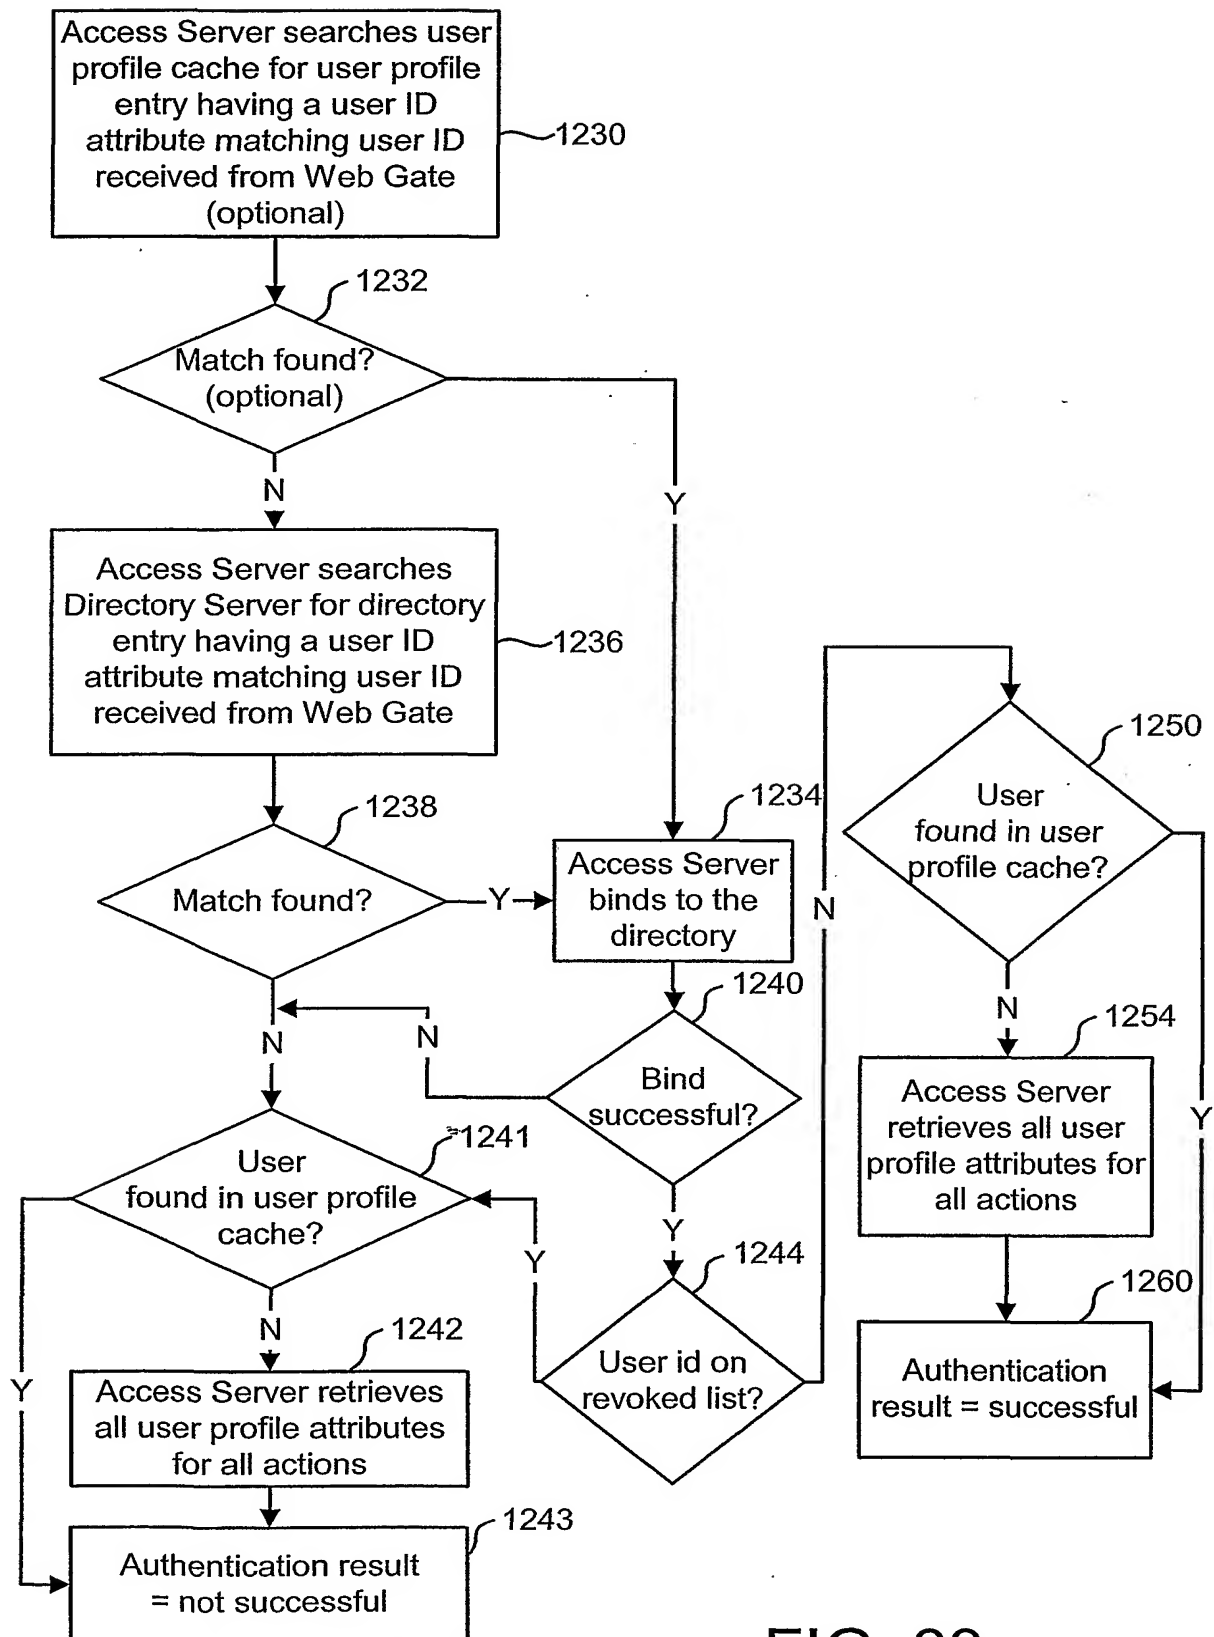 Access Server searches user
profile cache for user profile
entry having a user ID
attribute matching user ID
received from Web Gate
(optional)
1230
1232
Match found?
(optional)
N
Y
Access Server searches
Directory Server for directory
entry having a user ID
attribute matching user ID
received from Web Gate
1236
1238
Match found?
Y
1234
Access Server
binds to the
directory
N
1250
User
found in user
profile cache?
N
Y
1254
Access Server
retrieves all user
profile attributes for
all actions
1260
Authentication
result = successful
1240
Bind
successful?
N
N
Y
1244
User id on
revoked list?
Y
1241
User
found in user profile
cache?
Y
N
1242
Access Server retrieves
all user profile attributes
for all actions
1243
Authentication result
= not successful
FIG.